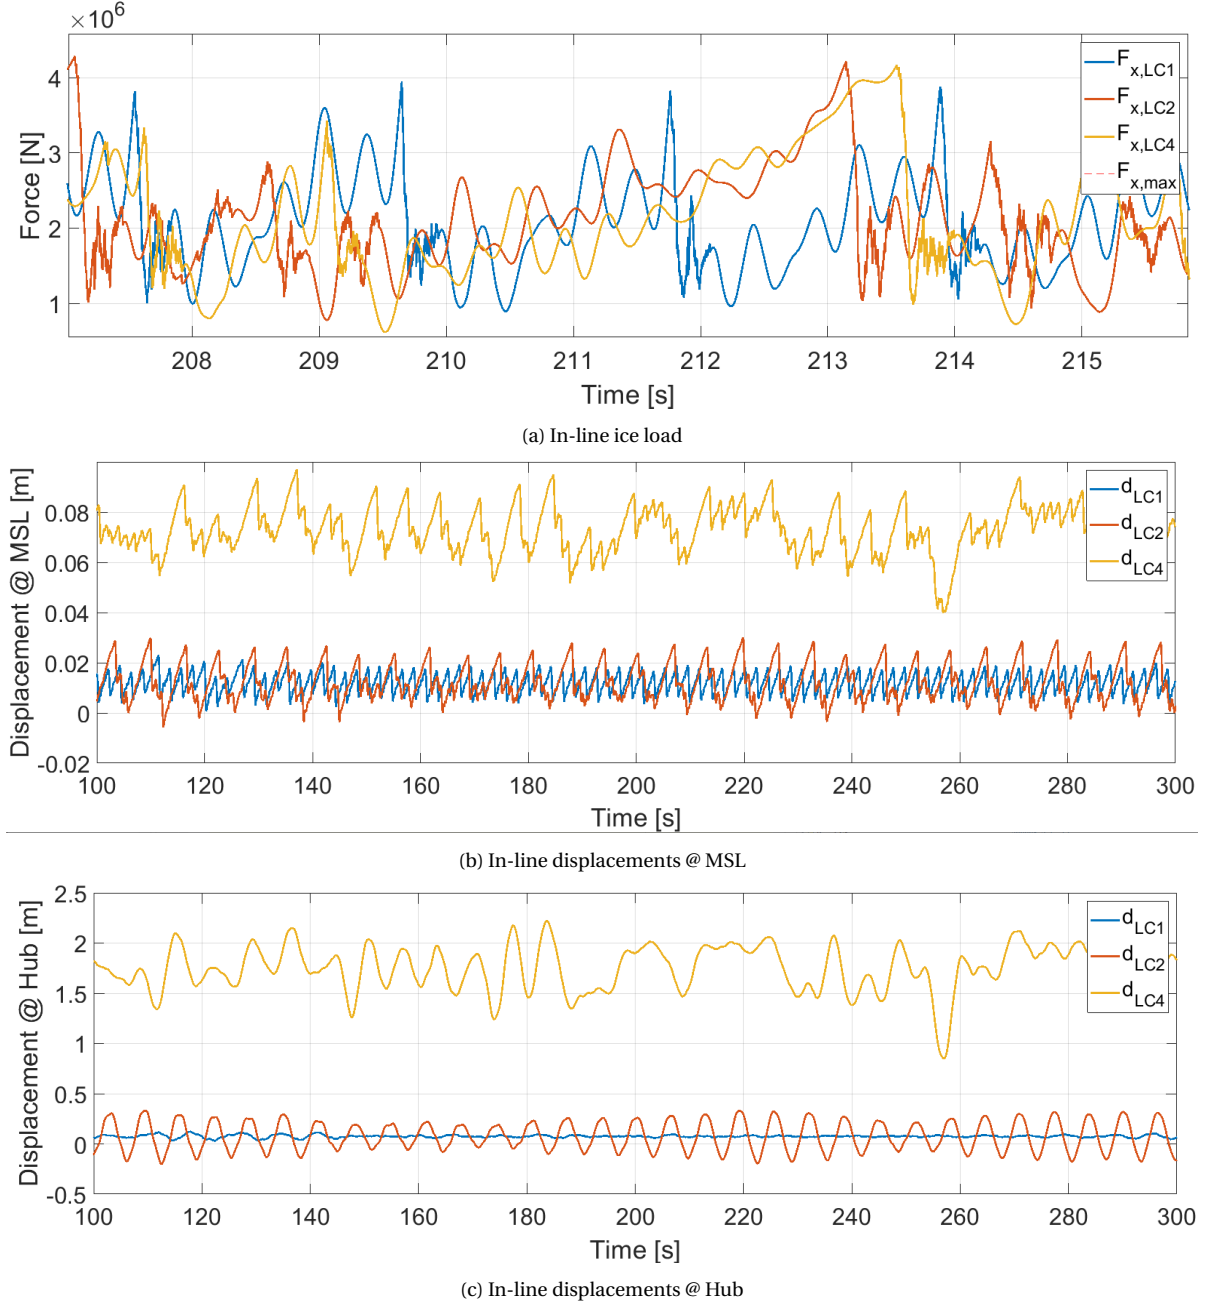 ×10^6
4
3
2
1
Force [N]
F_x,LC1
F_x,LC2
F_x,LC4
F_x,max
208 209 210 211 212 213 214 215
Time [s]
(a) In-line ice load
Displacement @ MSL [m]
0.08
0.06
0.04
0.02
0
-0.02
d_LC1
d_LC2
d_LC4
100 120 140 160 180 200 220 240 260 280 300
Time [s]
(b) In-line displacements @ MSL
Displacement @ Hub [m]
2.5
2
1.5
1
0.5
0
-0.5
d_LC1
d_LC2
d_LC4
100 120 140 160 180 200 220 240 260 280 300
Time [s]
(c) In-line displacements @ Hub